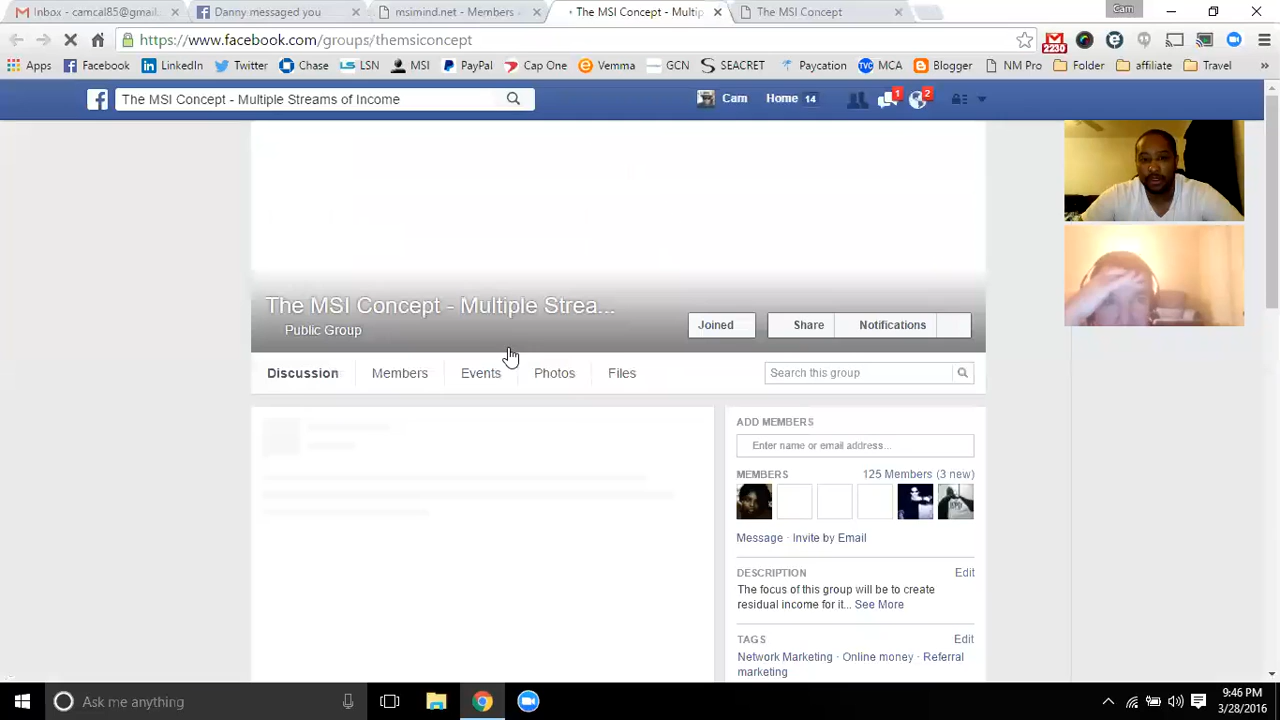 Inbox - camcal85@gmail.
Danny messaged you
msimind.net - Members -
The MSI Concept - Multip
The MSI Concept
Cam
https://www.facebook.com/groups/themsiconcept
2230
Apps
Facebook
LinkedIn
Twitter
Chase
LSN
MSI
PayPal
Cap One
Vemma
GCN
SEACRET
Paycation
MCA
Blogger
NM Pro
Folder
affiliate
Travel
The MSI Concept - Multiple Streams of Income
Cam
Home 14
1
2
The MSI Concept - Multiple Strea...
Public Group
Joined
Share
Notifications
Discussion
Members
Events
Photos
Files
Search this group
ADD MEMBERS
Enter name or email address...
MEMBERS
125 Members (3 new)
Message · Invite by Email
DESCRIPTION
Edit
The focus of this group will be to create
residual income for it... See More
TAGS
Edit
Network Marketing · Online money · Referral
marketing
Ask me anything
9:46 PM
3/28/2016